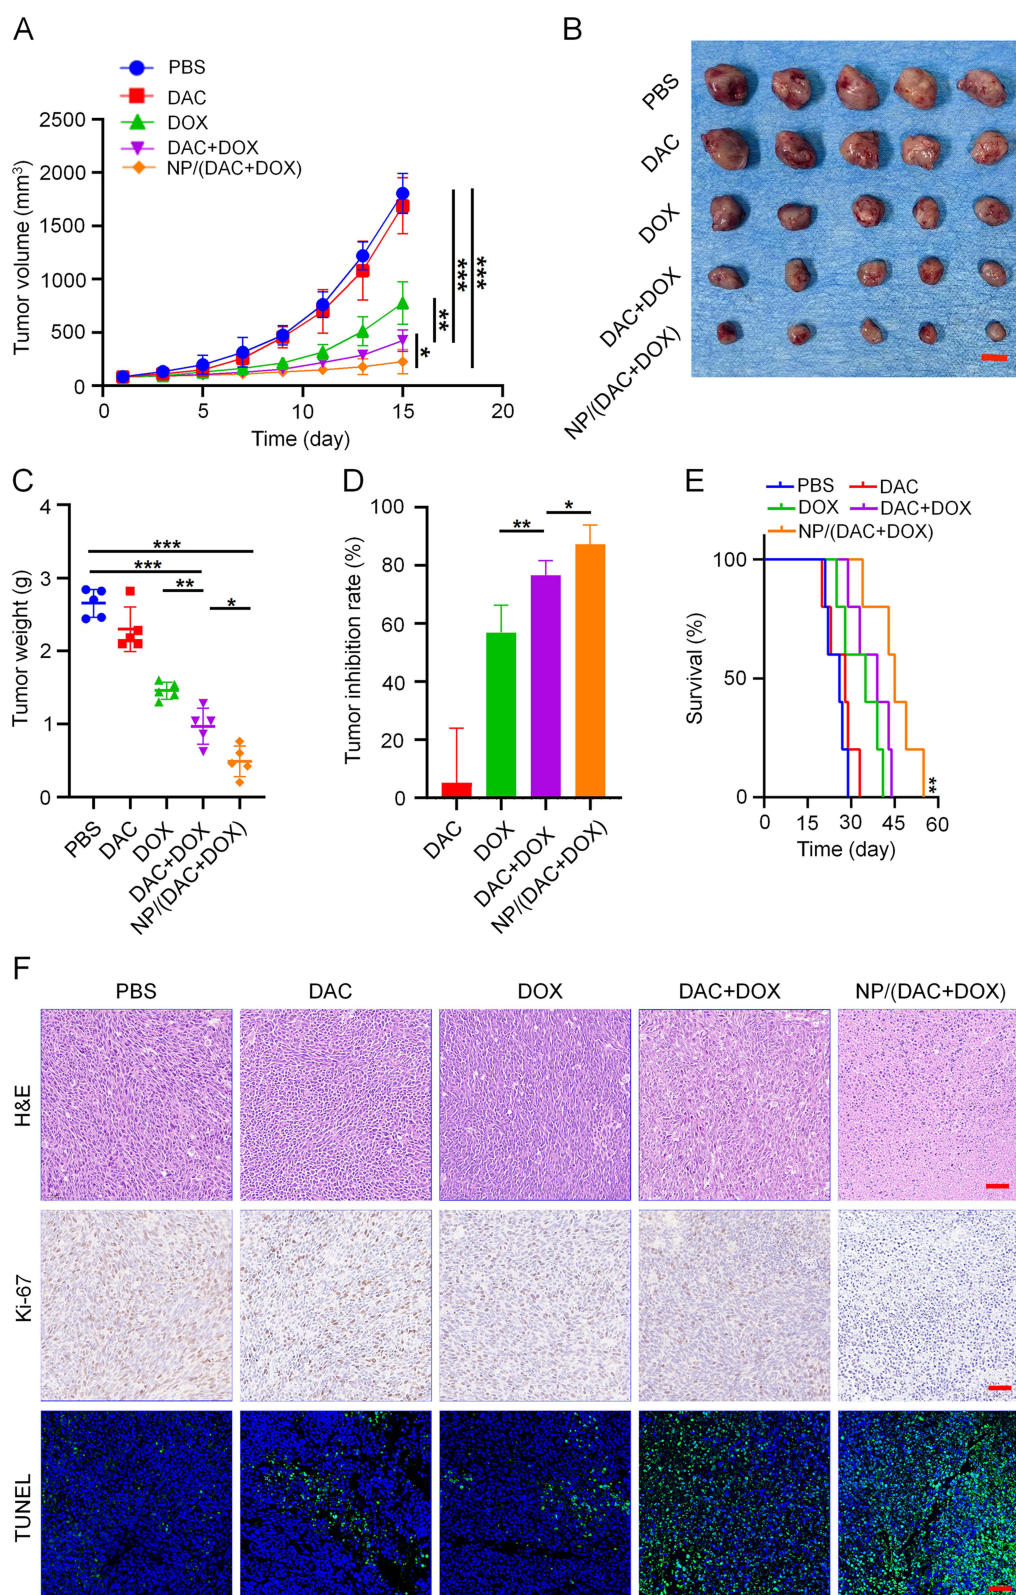 A
PBS
DAC
DOX
DAC+DOX
NP/(DAC+DOX)
Tumor volume (mm³)
2500
2000
1500
1000
500
0
0 5 10 15 20
Time (day)
***
***
**
*
B
PBS
DAC
DOX
DAC+DOX
NP/(DAC+DOX)
C
Tumor weight (g)
4
3
2
1
0
***
***
**
*
PBS
DAC
DOX
DAC+DOX
NP/(DAC+DOX)
D
Tumor inhibition rate (%)
100
80
60
40
20
0
**
*
DAC
DOX
DAC+DOX
NP/(DAC+DOX)
E
PBS DAC
DOX DAC+DOX
NP/(DAC+DOX)
Survival (%)
100
50
0
**
0 15 30 45 60
Time (day)
F
PBS DAC DOX DAC+DOX NP/(DAC+DOX)
H&E
Ki-67
TUNEL